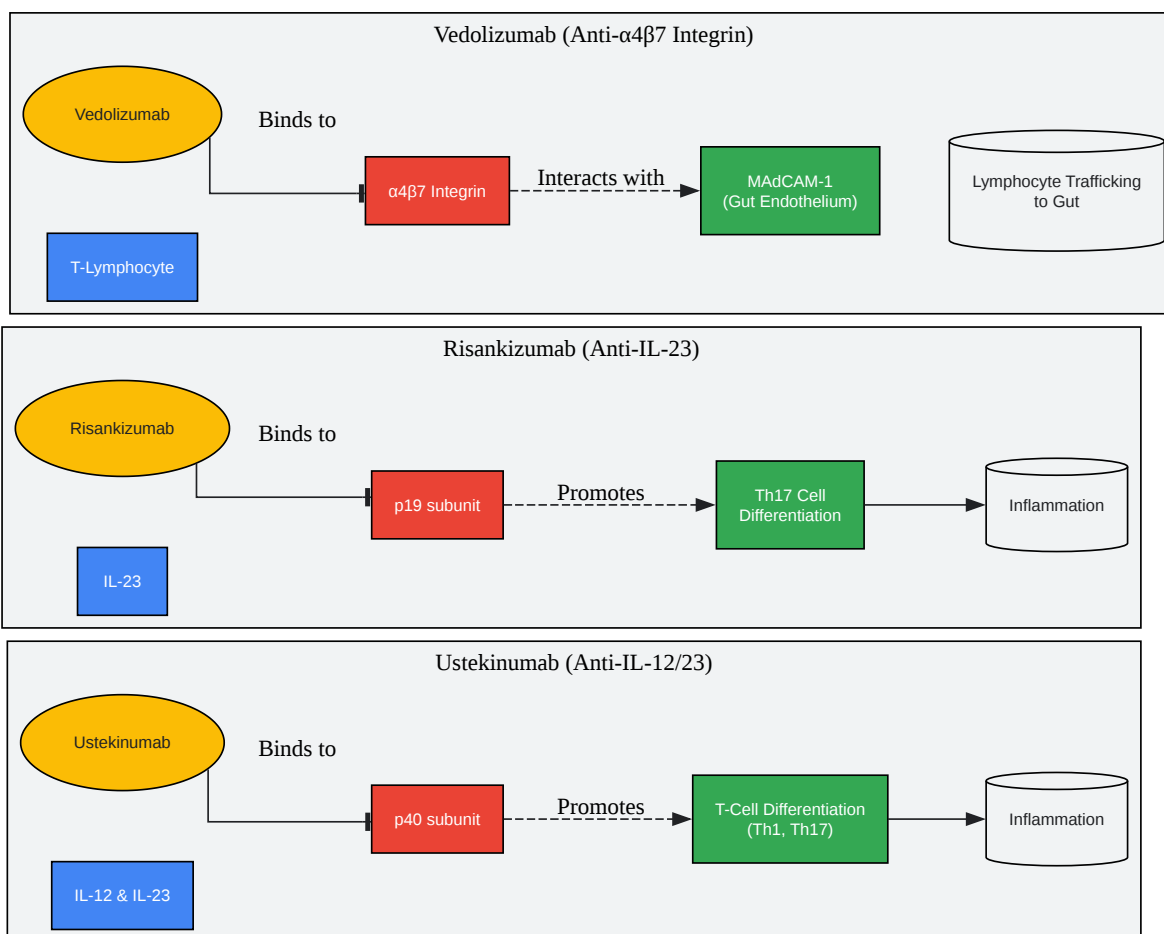 Vedolizumab (Anti-α4β7 Integrin)
Vedolizumab
Binds to
α4β7 Integrin
Interacts with
MAdCAM-1
(Gut Endothelium)
Lymphocyte Trafficking
to Gut
T-Lymphocyte
Risankizumab (Anti-IL-23)
Risankizumab
Binds to
p19 subunit
Promotes
Th17 Cell
Differentiation
Inflammation
IL-23
Ustekinumab (Anti-IL-12/23)
Ustekinumab
Binds to
p40 subunit
Promotes
T-Cell Differentiation
(Th1, Th17)
Inflammation
IL-12 & IL-23